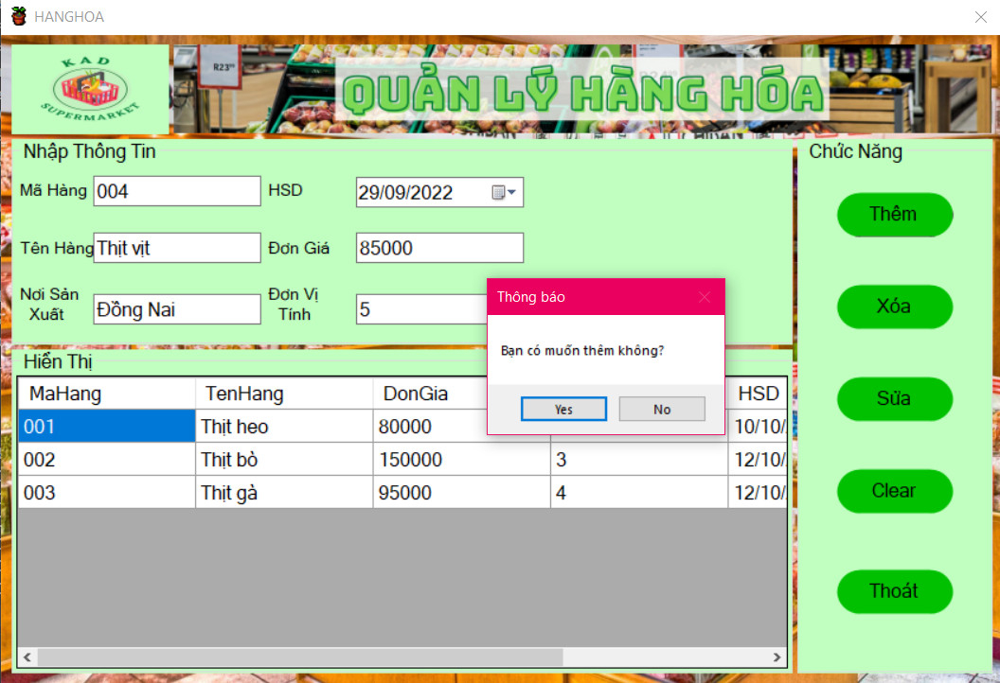 HANGHOA
KAD
SUPERMARKET
R23
QUẢN LÝ HÀNG HÓA
Nhập Thông Tin
Mã Hàng 004 HSD 29/09/2022
Tên Hàng Thịt vịt Đơn Giá 85000
Nơi Sản Xuất Đồng Nai Đơn Vị Tính 5
Chức Năng
Thêm
Xóa
Sửa
Clear
Thoát
Thông báo
Bạn có muốn thêm không?
Yes No
Hiển Thị
MaHang TenHang DonGia HSD
001 Thịt heo 80000 10/10/
002 Thịt bò 150000 3 12/10/
003 Thịt gà 95000 4 12/10/